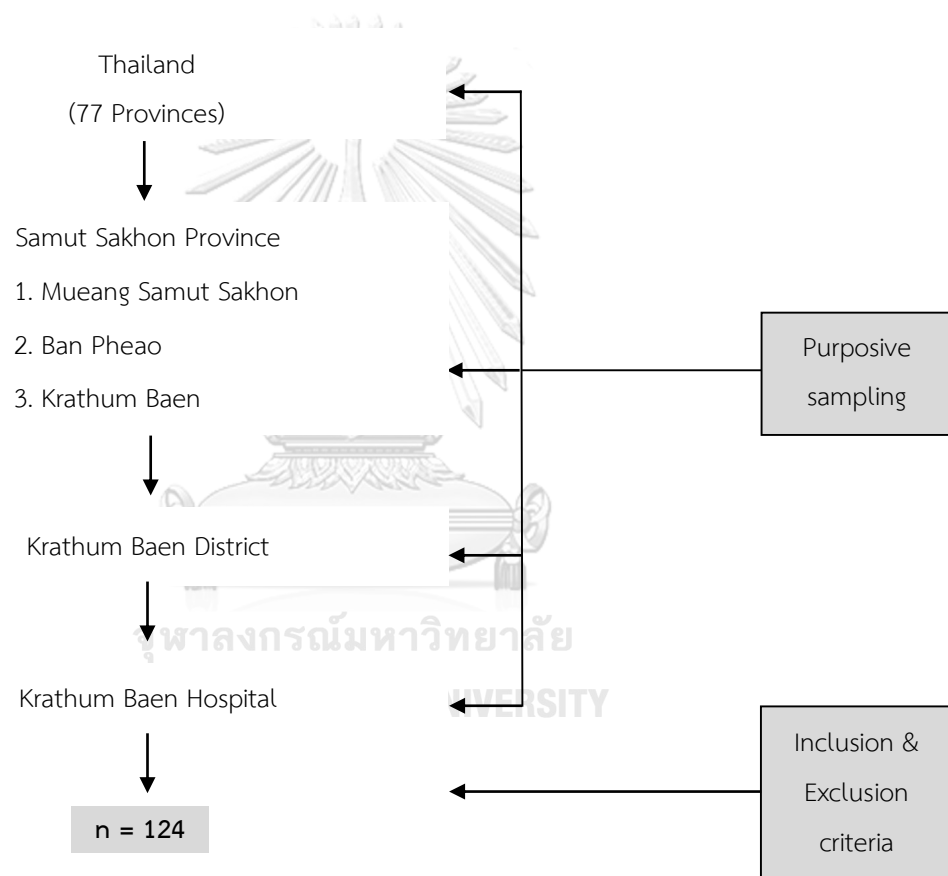 Thailand
(77 Provinces)
Samut Sakhon Province
1. Mueang Samut Sakhon
2. Ban Pheao
3. Krathum Baen
Purposive
sampling
Krathum Baen District
จุฬาลงกรณ์มหาวิทยาลัย
Krathum Baen Hospital
Inclusion &
Exclusion
criteria
n = 124